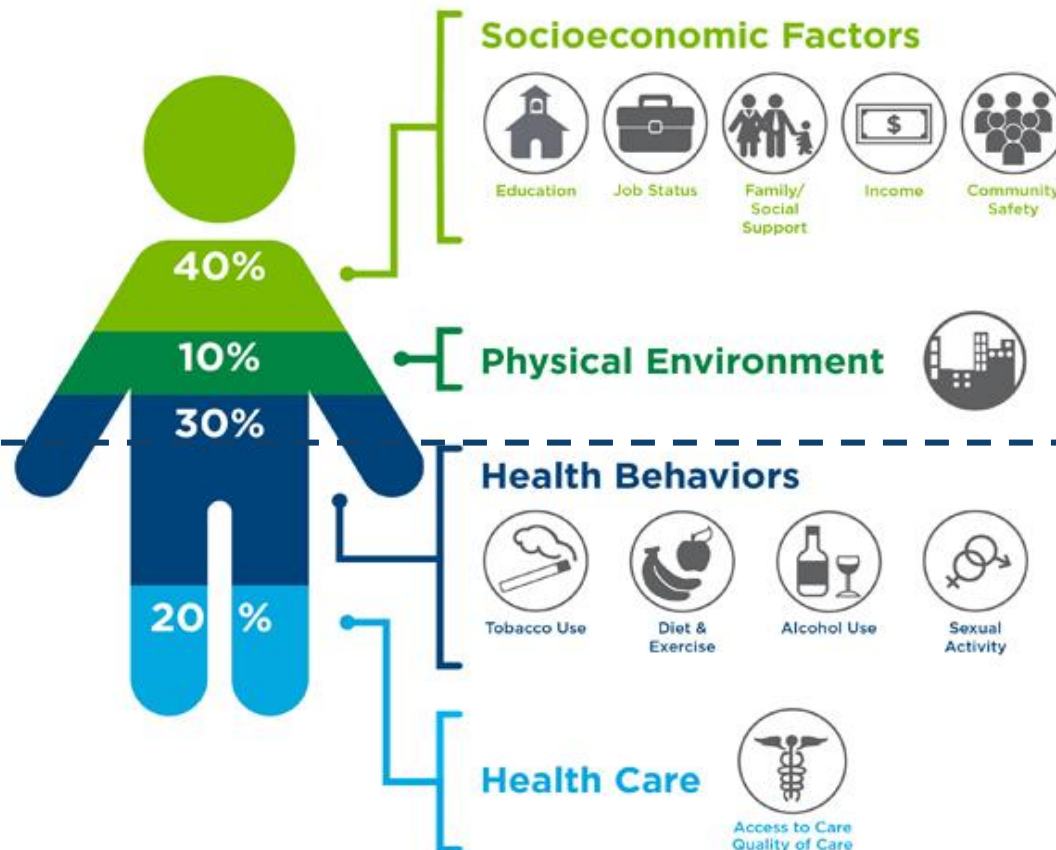 Socioeconomic Factors
$
Education
Job Status
Family/
Social
Support
Income
Community
Safety
40%
10%
Physical Environment
30%
Health Behaviors
Tobacco Use
Diet &
Exercise
Alcohol Use
Sexual
Activity
20 %
Health Care
Access to Care
Quality of Care